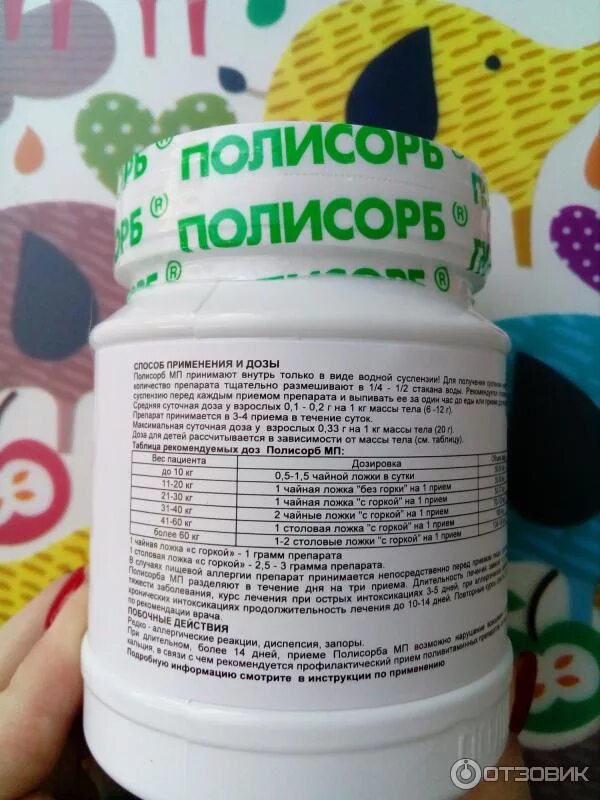 ПОЛИСОРБ
ОРБ ® ПОЛИСОРБ ®
СПОСОБ ПРИМЕНЕНИЯ И ДОЗЫ
Полисорб МП принимают внутрь только в виде водной суспензии! Для получения
количество препарата тщательно размешивают в 1/4 - 1/2 стакана воды. Рекомендуется
суспензию перед каждым приемом препарата и выпивать ее за один час до еды или
Средняя суточная доза у взрослых 0,1 - 0,2 г на 1 кг массы тела (6 -12 г).
Препарат принимается в 3-4 приема в течение суток.
Максимальная суточная доза у взрослых 0,33 г на 1 кг массы тела (20 г).
Доза для детей рассчитывается в зависимости от массы тела (см. таблицу).
Таблица рекомендуемых доз Полисорб МП:
Вес пациента Дозировка
до 10 кг 0,5-1,5 чайной ложки в сутки
11-20 кг 1 чайная ложка "без горки" на 1 прием
21-30 кг 1 чайная ложка "с горкой" на 1 прием
31-40 кг 2 чайные ложки "с горкой" на 1 прием
41-60 кг 1 столовая ложка "с горкой" на 1 прием
более 60 кг 1-2 столовые ложки "с горкой" на 1 прием
1 чайная ложка «с горкой» - 1 грамм препарата
1 столовая ложка «с горкой» - 2,5 - 3 грамма препарата.
В случаях пищевой аллергии препарат принимается непосредственно перед приемом пищи
Полисорба МП разделяют в течение дня на три приема. Длительность лечения
тяжести заболевания, курс лечения при острых интоксикациях 3-5 дней, при
хронических интоксикациях продолжительность лечения до 10-14 дней. Повторные
по рекомендации врача.
ПОБОЧНЫЕ ДЕЙСТВИЯ
Редко - аллергические реакции, диспепсия, запоры.
При длительном, более 14 дней, приеме Полисорба МП возможно нарушение
кальция, в связи с чем рекомендуется профилактический прием поливитаминных
Подробную информацию смотрите в инструкции по применению
ОТЗОВИК